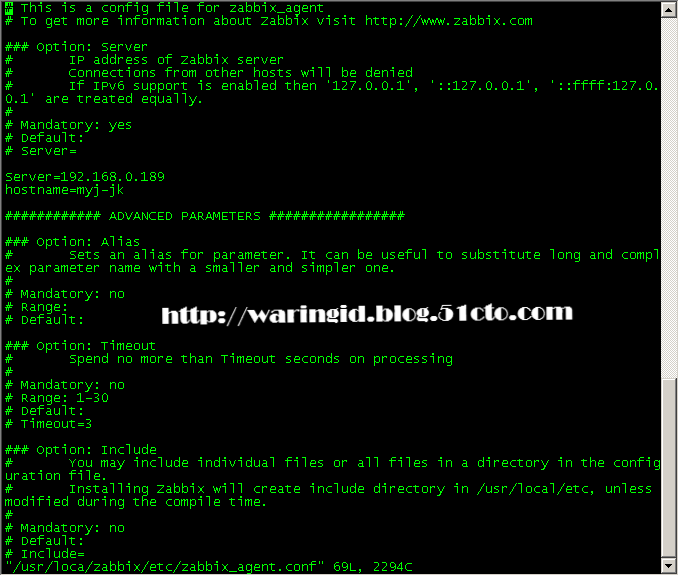 # This is a config file for zabbix_agent
# To get more information about Zabbix visit http://www.zabbix.com
### Option: Server
#       IP address of Zabbix server
#       Connections from other hosts will be denied
#       If IPv6 support is enabled then '127.0.0.1', '::127.0.0.1', '::ffff:127.0.
0.1' are treated equally.
#
# Mandatory: yes
# Default:
# Server=
Server=192.168.0.189
hostname=myj-jk
############ ADVANCED PARAMETERS #################
### Option: Alias
#       Sets an alias for parameter. It can be useful to substitute long and compl
ex parameter name with a smaller and simpler one.
#
# Mandatory: no
# Range:
# Default:
http://waringid.blog.51cto.com
### Option: Timeout
#       Spend no more than Timeout seconds on processing
#
# Mandatory: no
# Range: 1-30
# Default:
# Timeout=3
### Option: Include
#       You may include individual files or all files in a directory in the config
uration file.
#       Installing Zabbix will create include directory in /usr/local/etc, unless
modified during the compile time.
#
# Mandatory: no
# Default:
# Include=
"/usr/loca/zabbix/etc/zabbix_agent.conf" 69L, 2294C